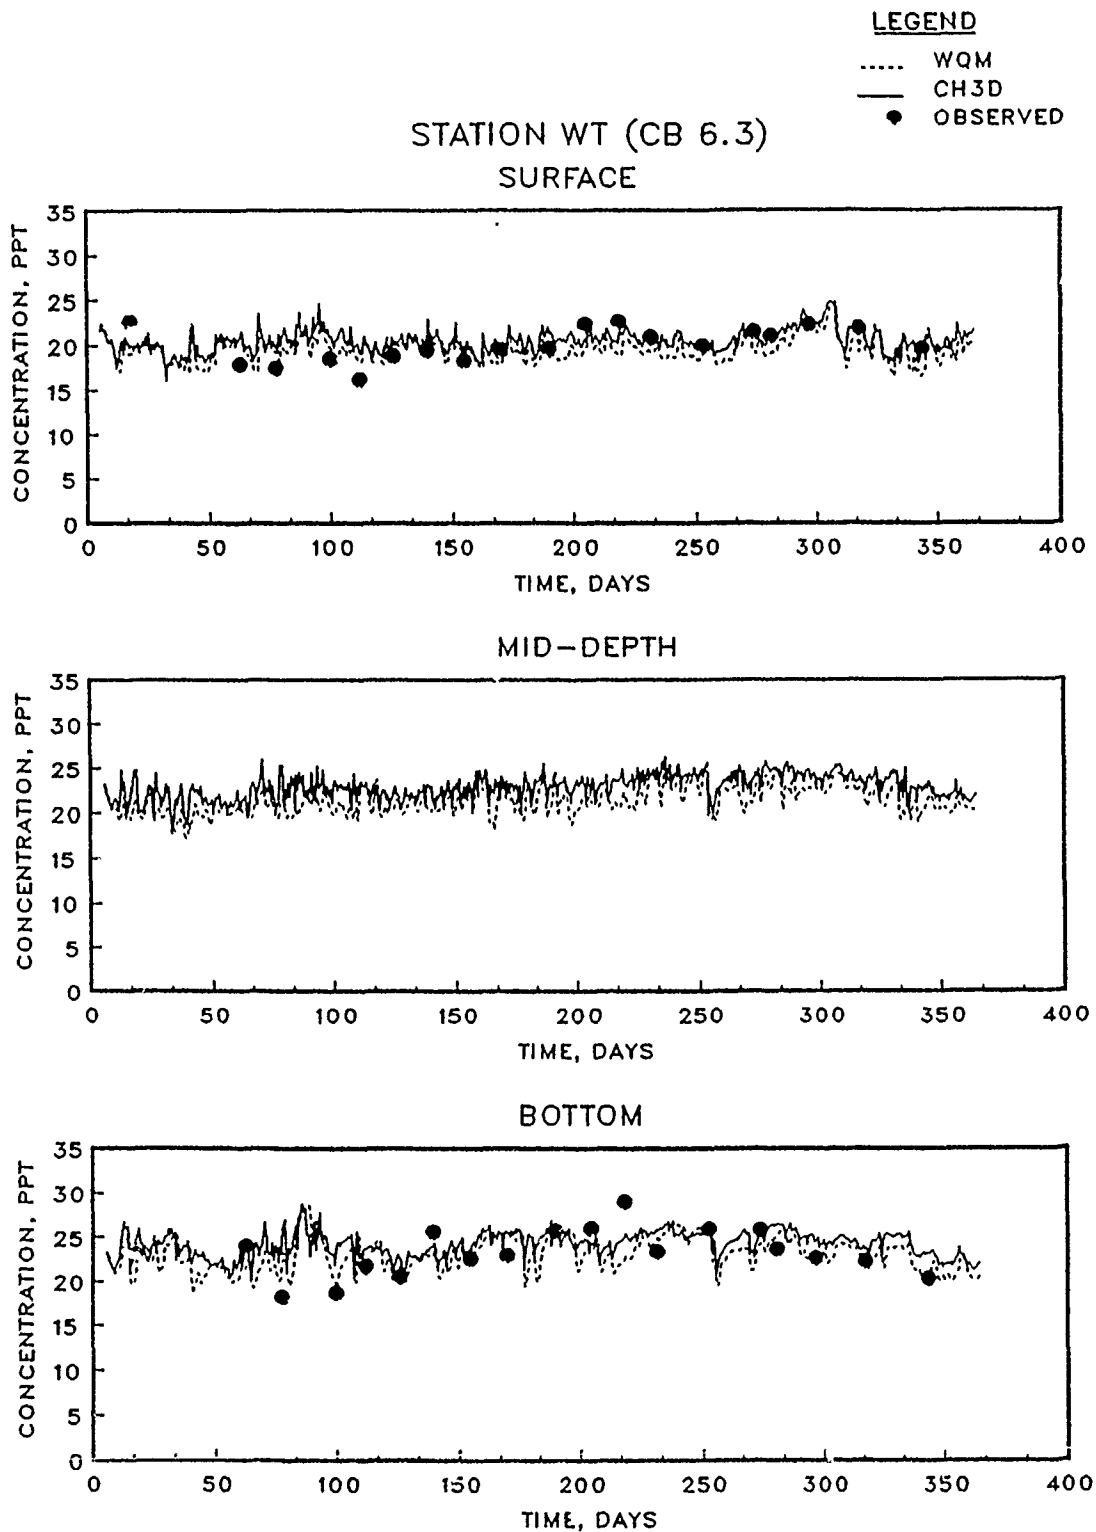 LEGEND
WQM
CH3D
OBSERVED
STATION WT (CB 6.3)
SURFACE
CONCENTRATION, PPT
35
30
25
20
15
10
5
0
0 50 100 150 200 250 300 350 400
TIME, DAYS
MID-DEPTH
CONCENTRATION, PPT
35
30
25
20
15
10
5
0
0 50 100 150 200 250 300 350 400
TIME, DAYS
BOTTOM
CONCENTRATION, PPT
35
30
25
20
15
10
5
0
0 50 100 150 200 250 300 350 400
TIME, DAYS